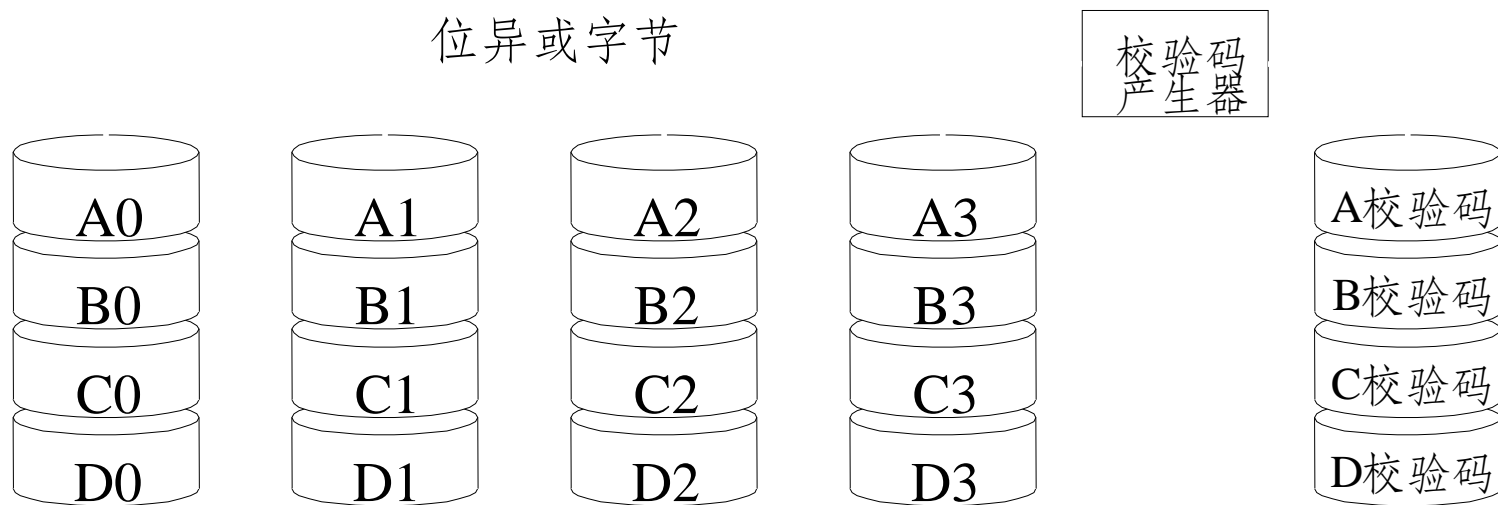 位异或字节
校验码
产生器
A0 A1 A2 A3 A校验码
B0 B1 B2 B3 B校验码
C0 C1 C2 C3 C校验码
D0 D1 D2 D3 D校验码